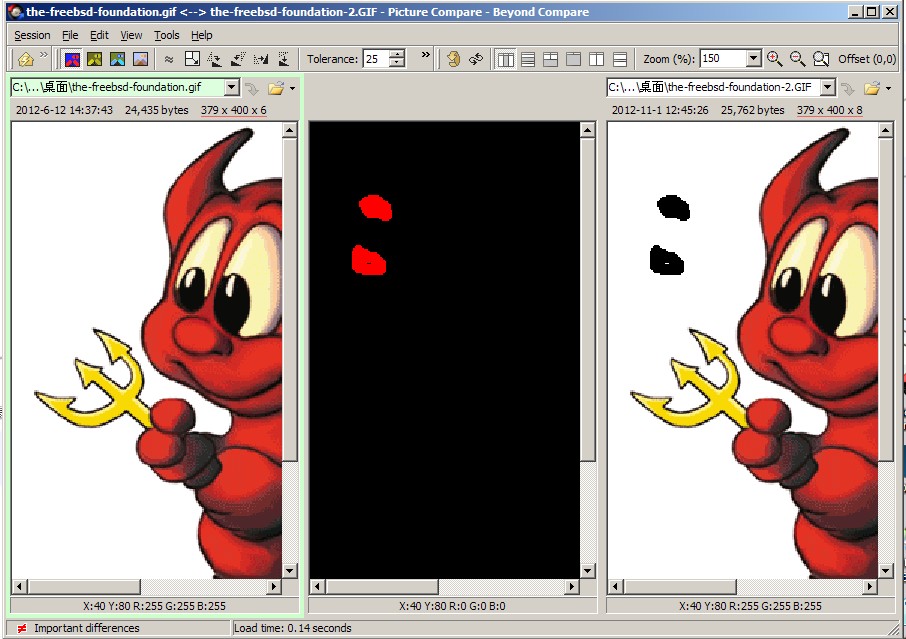 the-freebsd-foundation.gif <--> the-freebsd-foundation-2.GIF - Picture Compare - Beyond Compare
Session File Edit View Tools Help
Tolerance: 25 Zoom (%): 150 Offset (0,0)
C:\...\桌面\the-freebsd-foundation.gif C:\...\桌面\the-freebsd-foundation-2.GIF
2012-6-12 14:37:43 24,435 bytes 379 x 400 x 6 2012-11-1 12:45:26 25,762 bytes 379 x 400 x 8
X:40 Y:80 R:255 G:255 B:255 X:40 Y:80 R:0 G:0 B:0 X:40 Y:80 R:255 G:255 B:255
Important differences Load time: 0.14 seconds